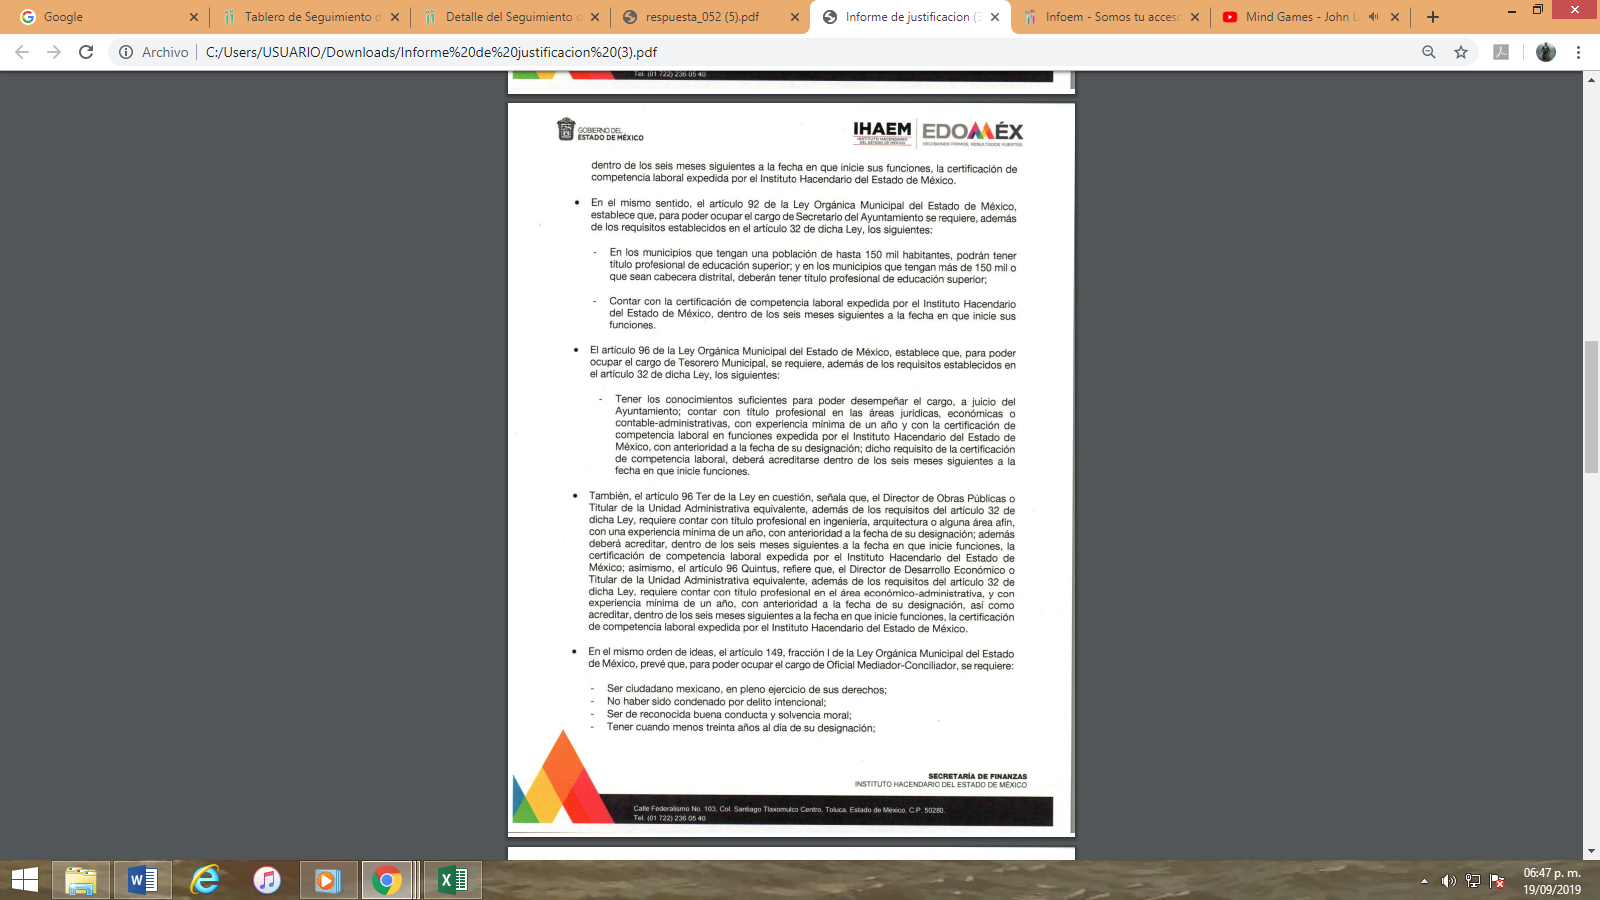 Google
Tablero de Seguimiento d
Detalle del Seguimiento d
respuesta_052 (5).pdf
Informe de justificacion (3
Infoem - Somos tu acceso
Mind Games - John L
Archivo
C:/Users/USUARIO/Downloads/Informe%20de%20justificacion%20(3).pdf
Tel. (01 722) 236 05 40
GOBIERNO DEL
ESTADO DE MÉXICO
IHAEM
INSTITUTO HACENDARIO
DEL ESTADO DE MÉXICO
EDOMÉX
DECISIONES FIRMES, RESULTADOS FUERTES.
dentro de los seis meses siguientes a la fecha en que inicie sus funciones, la certificación de
competencia laboral expedida por el Instituto Hacendario del Estado de México.
• En el mismo sentido, el artículo 92 de la Ley Orgánica Municipal del Estado de México,
establece que, para poder ocupar el cargo de Secretario del Ayuntamiento se requiere, además
de los requisitos establecidos en el artículo 32 de dicha Ley, los siguientes:
- En los municipios que tengan una población de hasta 150 mil habitantes, podrán tener
título profesional de educación superior; y en los municipios que tengan más de 150 mil o
que sean cabecera distrital, deberán tener título profesional de educación superior;
- Contar con la certificación de competencia laboral expedida por el Instituto Hacendario
del Estado de México, dentro de los seis meses siguientes a la fecha en que inicie sus
funciones.
• El artículo 96 de la Ley Orgánica Municipal del Estado de México, establece que, para poder
ocupar el cargo de Tesorero Municipal, se requiere, además de los requisitos establecidos en
el artículo 32 de dicha Ley, los siguientes:
- Tener los conocimientos suficientes para poder desempeñar el cargo, a juicio del
Ayuntamiento; contar con título profesional en las áreas jurídicas, económicas o
contable-administrativas, con experiencia mínima de un año y con la certificación de
competencia laboral en funciones expedida por el Instituto Hacendario del Estado de
México, con anterioridad a la fecha de su designación; dicho requisito de la certificación
de competencia laboral, deberá acreditarse dentro de los seis meses siguientes a la
fecha en que inicie funciones.
• También, el artículo 96 Ter de la Ley en cuestión, señala que, el Director de Obras Públicas o
Titular de la Unidad Administrativa equivalente, además de los requisitos del artículo 32 de
dicha Ley, requiere contar con título profesional en ingeniería, arquitectura o alguna área afín,
con una experiencia mínima de un año, con anterioridad a la fecha de su designación; además
deberá acreditar, dentro de los seis meses siguientes a la fecha en que inicie funciones, la
certificación de competencia laboral expedida por el Instituto Hacendario del Estado de
México; asimismo, el artículo 96 Quintus, refiere que, el Director de Desarrollo Económico o
Titular de la Unidad Administrativa equivalente, además de los requisitos del artículo 32 de
dicha Ley, requiere contar con título profesional en el área económico-administrativa, y con
experiencia mínima de un año, con anterioridad a la fecha de su designación, así como
acreditar, dentro de los seis meses siguientes a la fecha en que inicie funciones, la certificación
de competencia laboral expedida por el Instituto Hacendario del Estado de México.
• En el mismo orden de ideas, el artículo 149, fracción I de la Ley Orgánica Municipal del Estado
de México, prevé que, para poder ocupar el cargo de Oficial Mediador-Conciliador, se requiere:
- Ser ciudadano mexicano, en pleno ejercicio de sus derechos;
- No haber sido condenado por delito intencional;
- Ser de reconocida buena conducta y solvencia moral;
- Tener cuando menos treinta años al día de su designación;
SECRETARÍA DE FINANZAS
INSTITUTO HACENDARIO DEL ESTADO DE MÉXICO
Calle Federalismo No. 103, Col. Santiago Tlaxomulco Centro, Toluca, Estado de México, C.P. 50280.
Tel. (01 722) 236 05 40
06:47 p. m.
19/09/2019